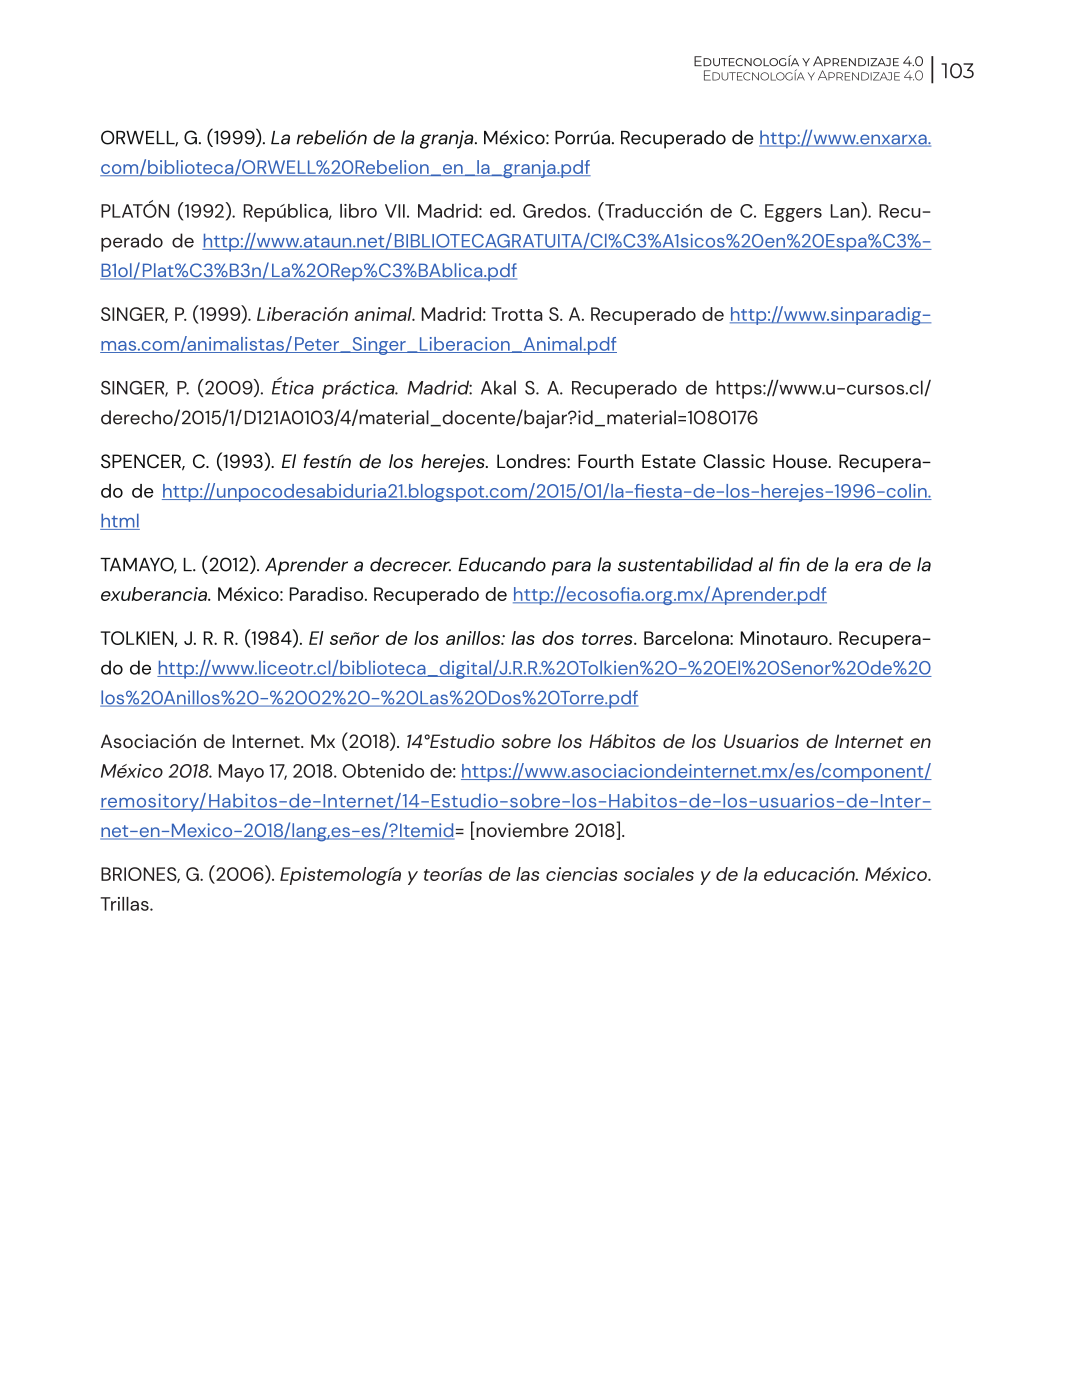 Edutecnología y Aprendizaje 4.0
Edutecnología y Aprendizaje 4.0
103
ORWELL, G. (1999). La rebelión de la granja. México: Porrúa. Recuperado de http://www.enxarxa.
com/biblioteca/ORWELL%20Rebelion_en_la_granja.pdf
PLATÓN (1992). República, libro VII. Madrid: ed. Gredos. (Traducción de C. Eggers Lan). Recu-
perado de http://www.ataun.net/BIBLIOTECAGRATUITA/Cl%C3%A1sicos%20en%20Espa%C3%-
B1ol/Plat%C3%B3n/La%20Rep%C3%BAblica.pdf
SINGER, P. (1999). Liberación animal. Madrid: Trotta S. A. Recuperado de http://www.sinparadig-
mas.com/animalistas/Peter_Singer_Liberacion_Animal.pdf
SINGER, P. (2009). Ética práctica. Madrid: Akal S. A. Recuperado de https://www.u-cursos.cl/
derecho/2015/1/D121A0103/4/material_docente/bajar?id_material=1080176
SPENCER, C. (1993). El festín de los herejes. Londres: Fourth Estate Classic House. Recupera-
do de http://unpocodesabiduria21.blogspot.com/2015/01/la-fiesta-de-los-herejes-1996-colin.
html
TAMAYO, L. (2012). Aprender a decrecer. Educando para la sustentabilidad al fin de la era de la
exuberancia. México: Paradiso. Recuperado de http://ecosofia.org.mx/Aprender.pdf
TOLKIEN, J. R. R. (1984). El señor de los anillos: las dos torres. Barcelona: Minotauro. Recupera-
do de http://www.liceotr.cl/biblioteca_digital/J.R.R.%20Tolkien%20-%20El%20Senor%20de%20
los%20Anillos%20-%2002%20-%20Las%20Dos%20Torre.pdf
Asociación de Internet. Mx (2018). 14°Estudio sobre los Hábitos de los Usuarios de Internet en
México 2018. Mayo 17, 2018. Obtenido de: https://www.asociaciondeinternet.mx/es/component/
remository/Habitos-de-Internet/14-Estudio-sobre-los-Habitos-de-los-usuarios-de-Inter-
net-en-Mexico-2018/lang,es-es/?Itemid= [noviembre 2018].
BRIONES, G. (2006). Epistemología y teorías de las ciencias sociales y de la educación. México.
Trillas.